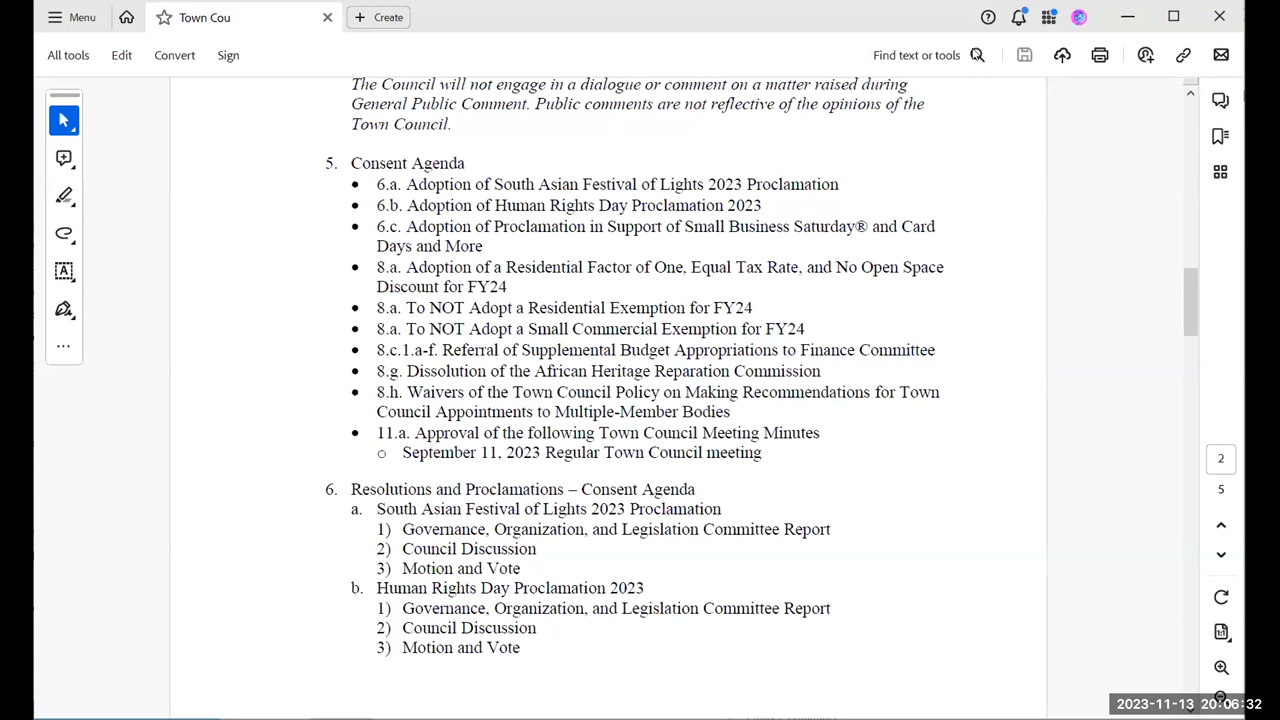 Menu
Town Cou
Create
All tools
Edit
Convert
Sign
Find text or tools
The Council will not engage in a dialogue or comment on a matter raised during
General Public Comment. Public comments are not reflective of the opinions of the
Town Council.
5. Consent Agenda
• 6.a. Adoption of South Asian Festival of Lights 2023 Proclamation
• 6.b. Adoption of Human Rights Day Proclamation 2023
• 6.c. Adoption of Proclamation in Support of Small Business Saturday® and Card
Days and More
• 8.a. Adoption of a Residential Factor of One, Equal Tax Rate, and No Open Space
Discount for FY24
• 8.a. To NOT Adopt a Residential Exemption for FY24
• 8.a. To NOT Adopt a Small Commercial Exemption for FY24
• 8.c.1.a-f. Referral of Supplemental Budget Appropriations to Finance Committee
• 8.g. Dissolution of the African Heritage Reparation Commission
• 8.h. Waivers of the Town Council Policy on Making Recommendations for Town
Council Appointments to Multiple-Member Bodies
• 11.a. Approval of the following Town Council Meeting Minutes
o September 11, 2023 Regular Town Council meeting
6. Resolutions and Proclamations – Consent Agenda
a. South Asian Festival of Lights 2023 Proclamation
1) Governance, Organization, and Legislation Committee Report
2) Council Discussion
3) Motion and Vote
b. Human Rights Day Proclamation 2023
1) Governance, Organization, and Legislation Committee Report
2) Council Discussion
3) Motion and Vote
2
5
2023-11-13 20:06:32